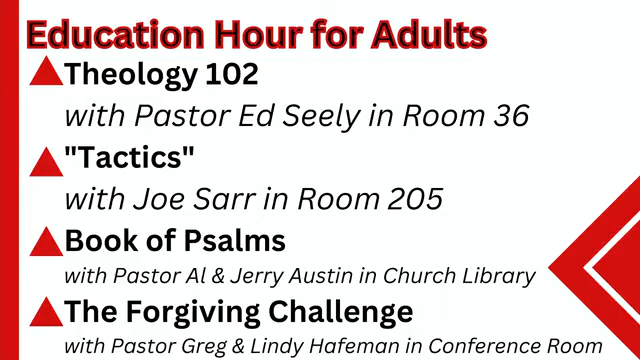 Education Hour for Adults
Theology 102
with Pastor Ed Seely in Room 36
"Tactics"
with Joe Sarr in Room 205
Book of Psalms
with Pastor Al & Jerry Austin in Church Library
The Forgiving Challenge
with Pastor Greg & Lindy Hafeman in Conference Room